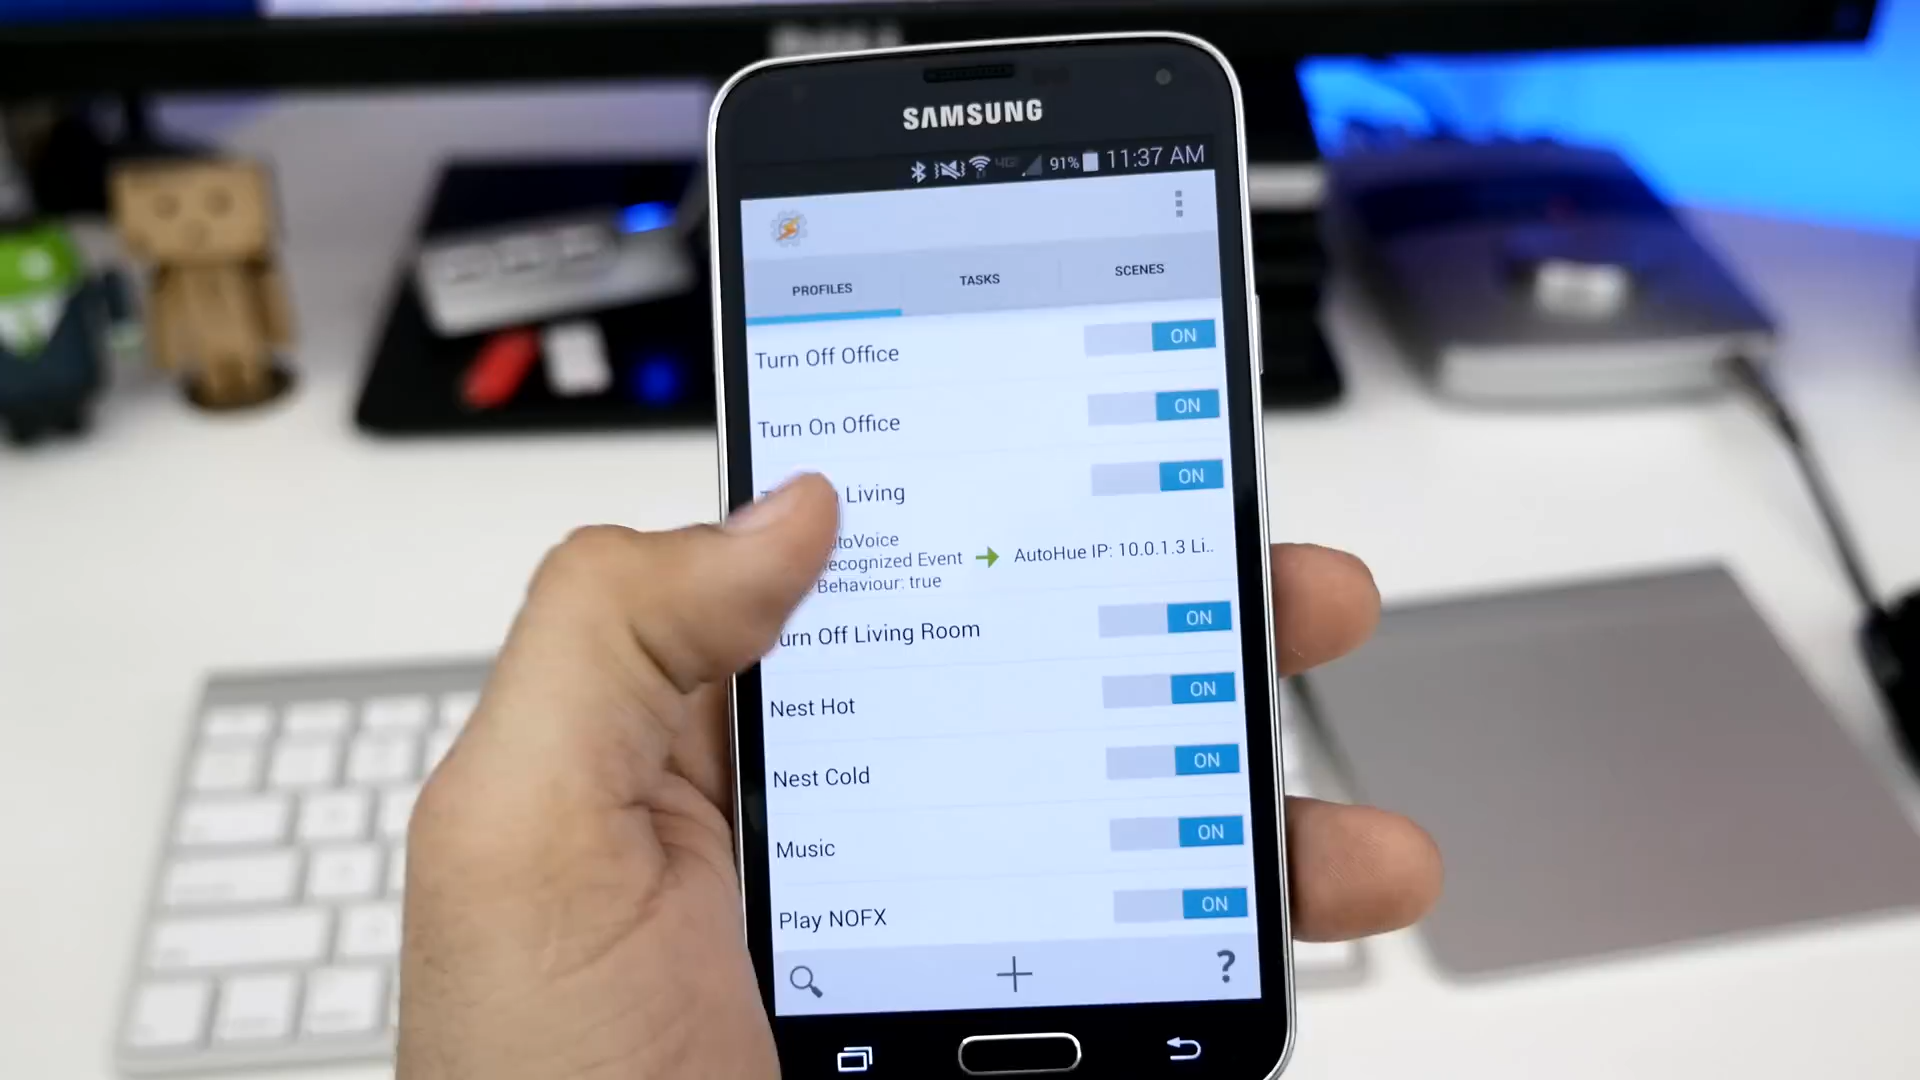 SAMSUNG
91% 11:37 AM
PROFILES TASKS SCENES
Turn Off Office ON
Turn On Office ON
Living ON
toVoice
ecognized Event
Behaviour: true
AutoHue IP: 10.0.1.3 Li..
urn Off Living Room ON
Nest Hot ON
Nest Cold ON
Music ON
Play NOFX ON
?